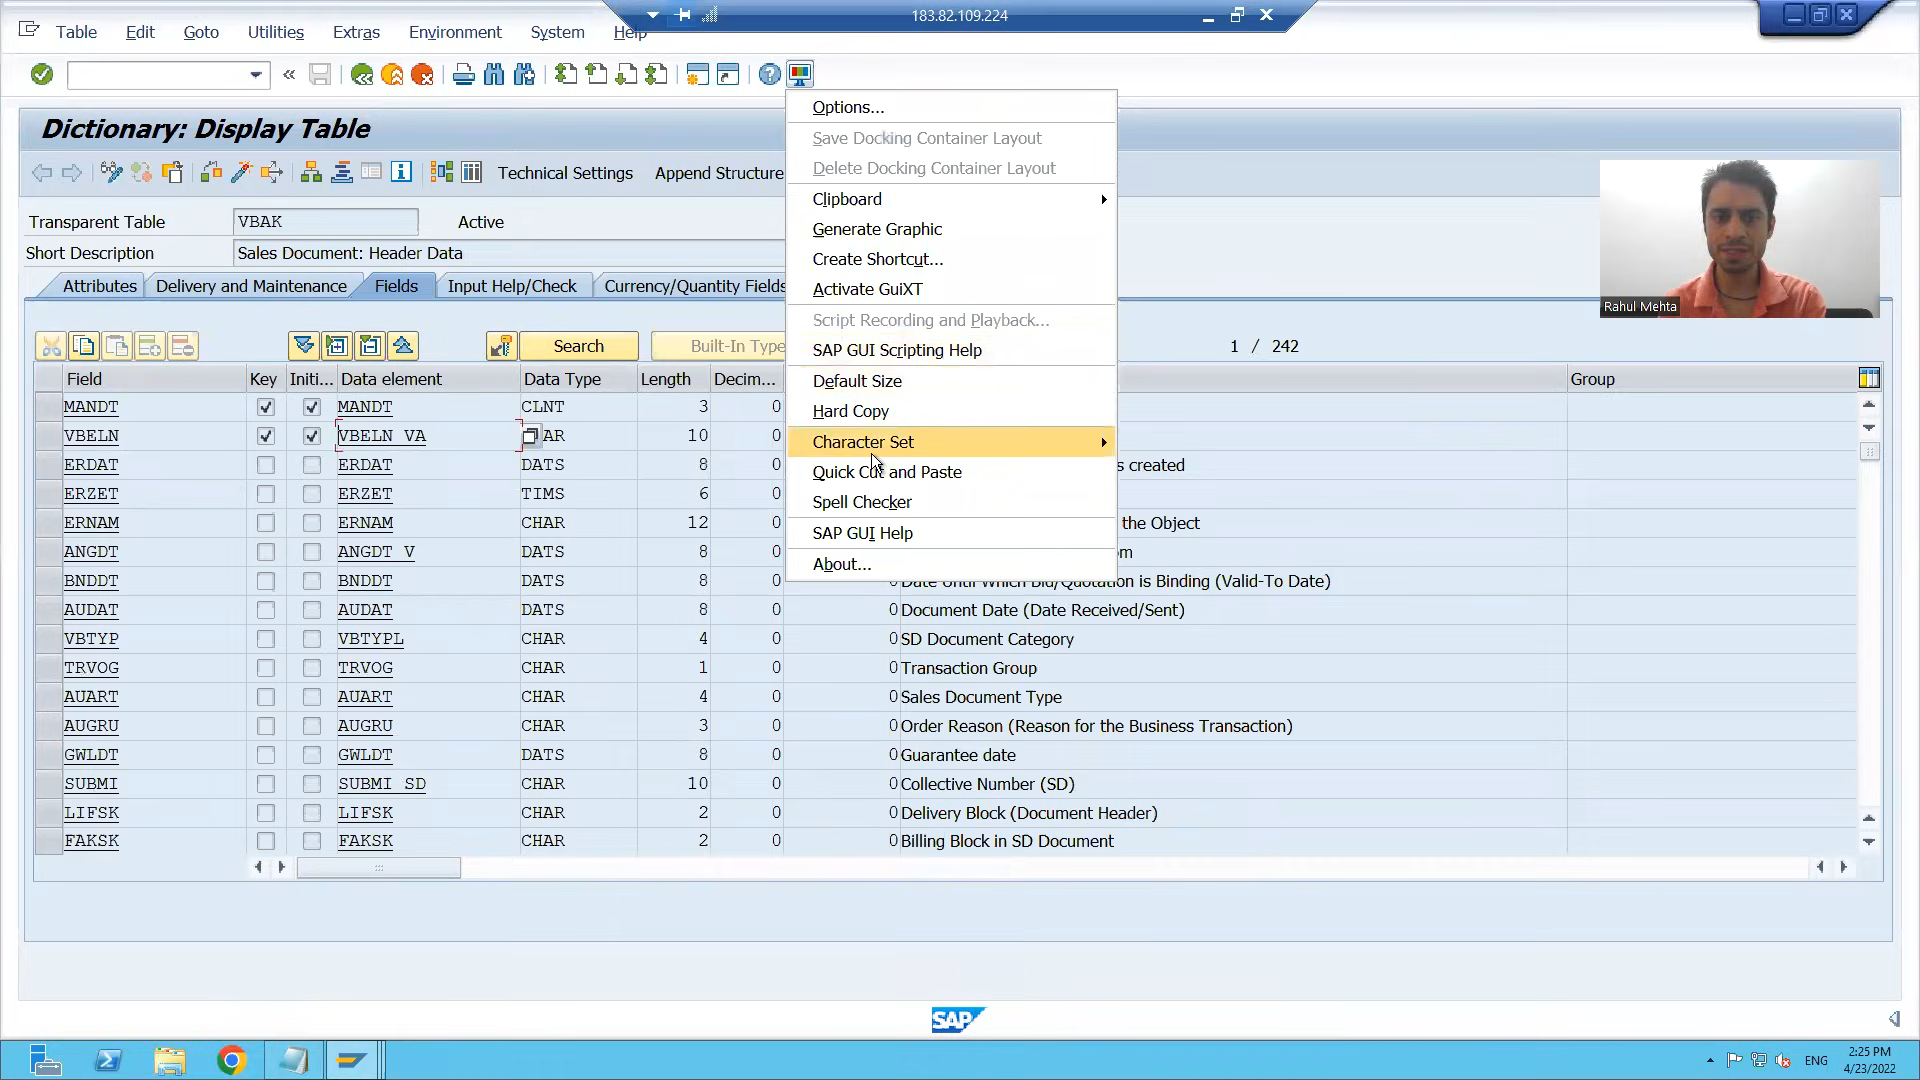 183.82.109.224
Table Edit Goto Utilities Extras Environment System Help
Dictionary: Display Table
Technical Settings Append Structure
Transparent Table VBAK Active
Short Description Sales Document: Header Data
Attributes Delivery and Maintenance Fields Input Help/Check Currency/Quantity Fields
Search Built-In Type 1 / 242
Field Key Initi... Data element Data Type Length Decim... Group
MANDT MANDT CLNT 3 0
VBELN VBELN_VA AR 10 0
ERDAT ERDAT DATS 8 0 s created
ERZET ERZET TIMS 6 0
ERNAM ERNAM CHAR 12 0 the Object
ANGDT ANGDT_V DATS 8 0 om
BNDDT BNDDT DATS 8 0 0 Date Until Which Bid/Quotation is Binding (Valid-To Date)
AUDAT AUDAT DATS 8 0 0 Document Date (Date Received/Sent)
VBTYP VBTYPL CHAR 4 0 0 SD Document Category
TRVOG TRVOG CHAR 1 0 0 Transaction Group
AUART AUART CHAR 4 0 0 Sales Document Type
AUGRU AUGRU CHAR 3 0 0 Order Reason (Reason for the Business Transaction)
GWLDT GWLDT DATS 8 0 0 Guarantee date
SUBMI SUBMI_SD CHAR 10 0 0 Collective Number (SD)
LIFSK LIFSK CHAR 2 0 0 Delivery Block (Document Header)
FAKSK FAKSK CHAR 2 0 0 Billing Block in SD Document
Options...
Save Docking Container Layout
Delete Docking Container Layout
Clipboard
Generate Graphic
Create Shortcut...
Activate GuiXT
Script Recording and Playback...
SAP GUI Scripting Help
Default Size
Hard Copy
Character Set
Quick Cut and Paste
Spell Checker
SAP GUI Help
About...
Rahul Mehta
SAP
ENG
2:25 PM
4/23/2022